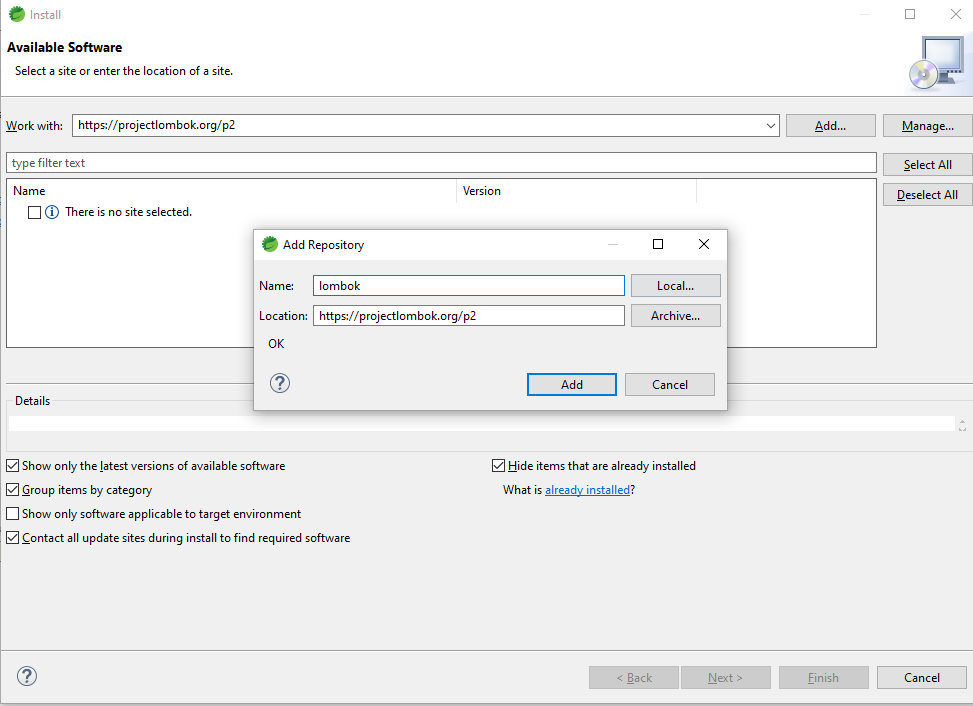 Install
Available Software
Select a site or enter the location of a site.
Work with: https://projectlombok.org/p2 Add... Manage...
type filter text Select All
Name Version Deselect All
There is no site selected.
Add Repository
Name: lombok Local...
Location: https://projectlombok.org/p2 Archive...
OK
? Add Cancel
Details
Show only the latest versions of available software Hide items that are already installed
Group items by category What is already installed?
Show only software applicable to target environment
Contact all update sites during install to find required software
? < Back Next > Finish Cancel